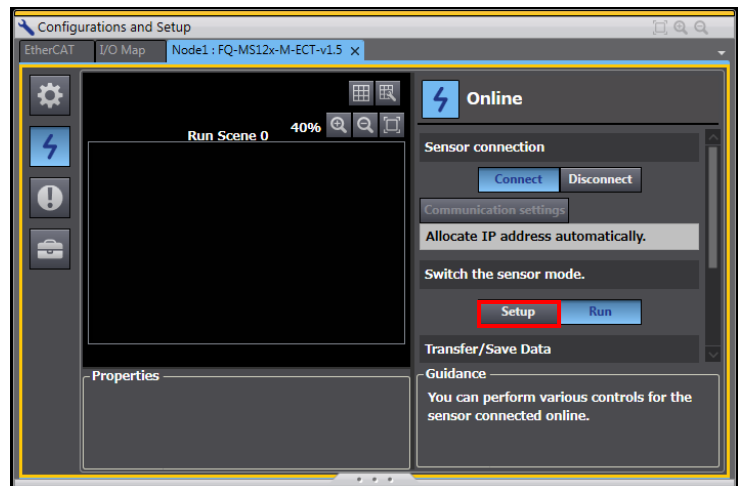 Configurations and Setup
EtherCAT I/O Map Node1 : FQ-MS12x-M-ECT-v1.5 x
Run Scene 0 40%
Online
Sensor connection
Connect Disconnect
Communication settings
Allocate IP address automatically.
Switch the sensor mode.
Setup Run
Transfer/Save Data
Properties
Guidance
You can perform various controls for the
sensor connected online.